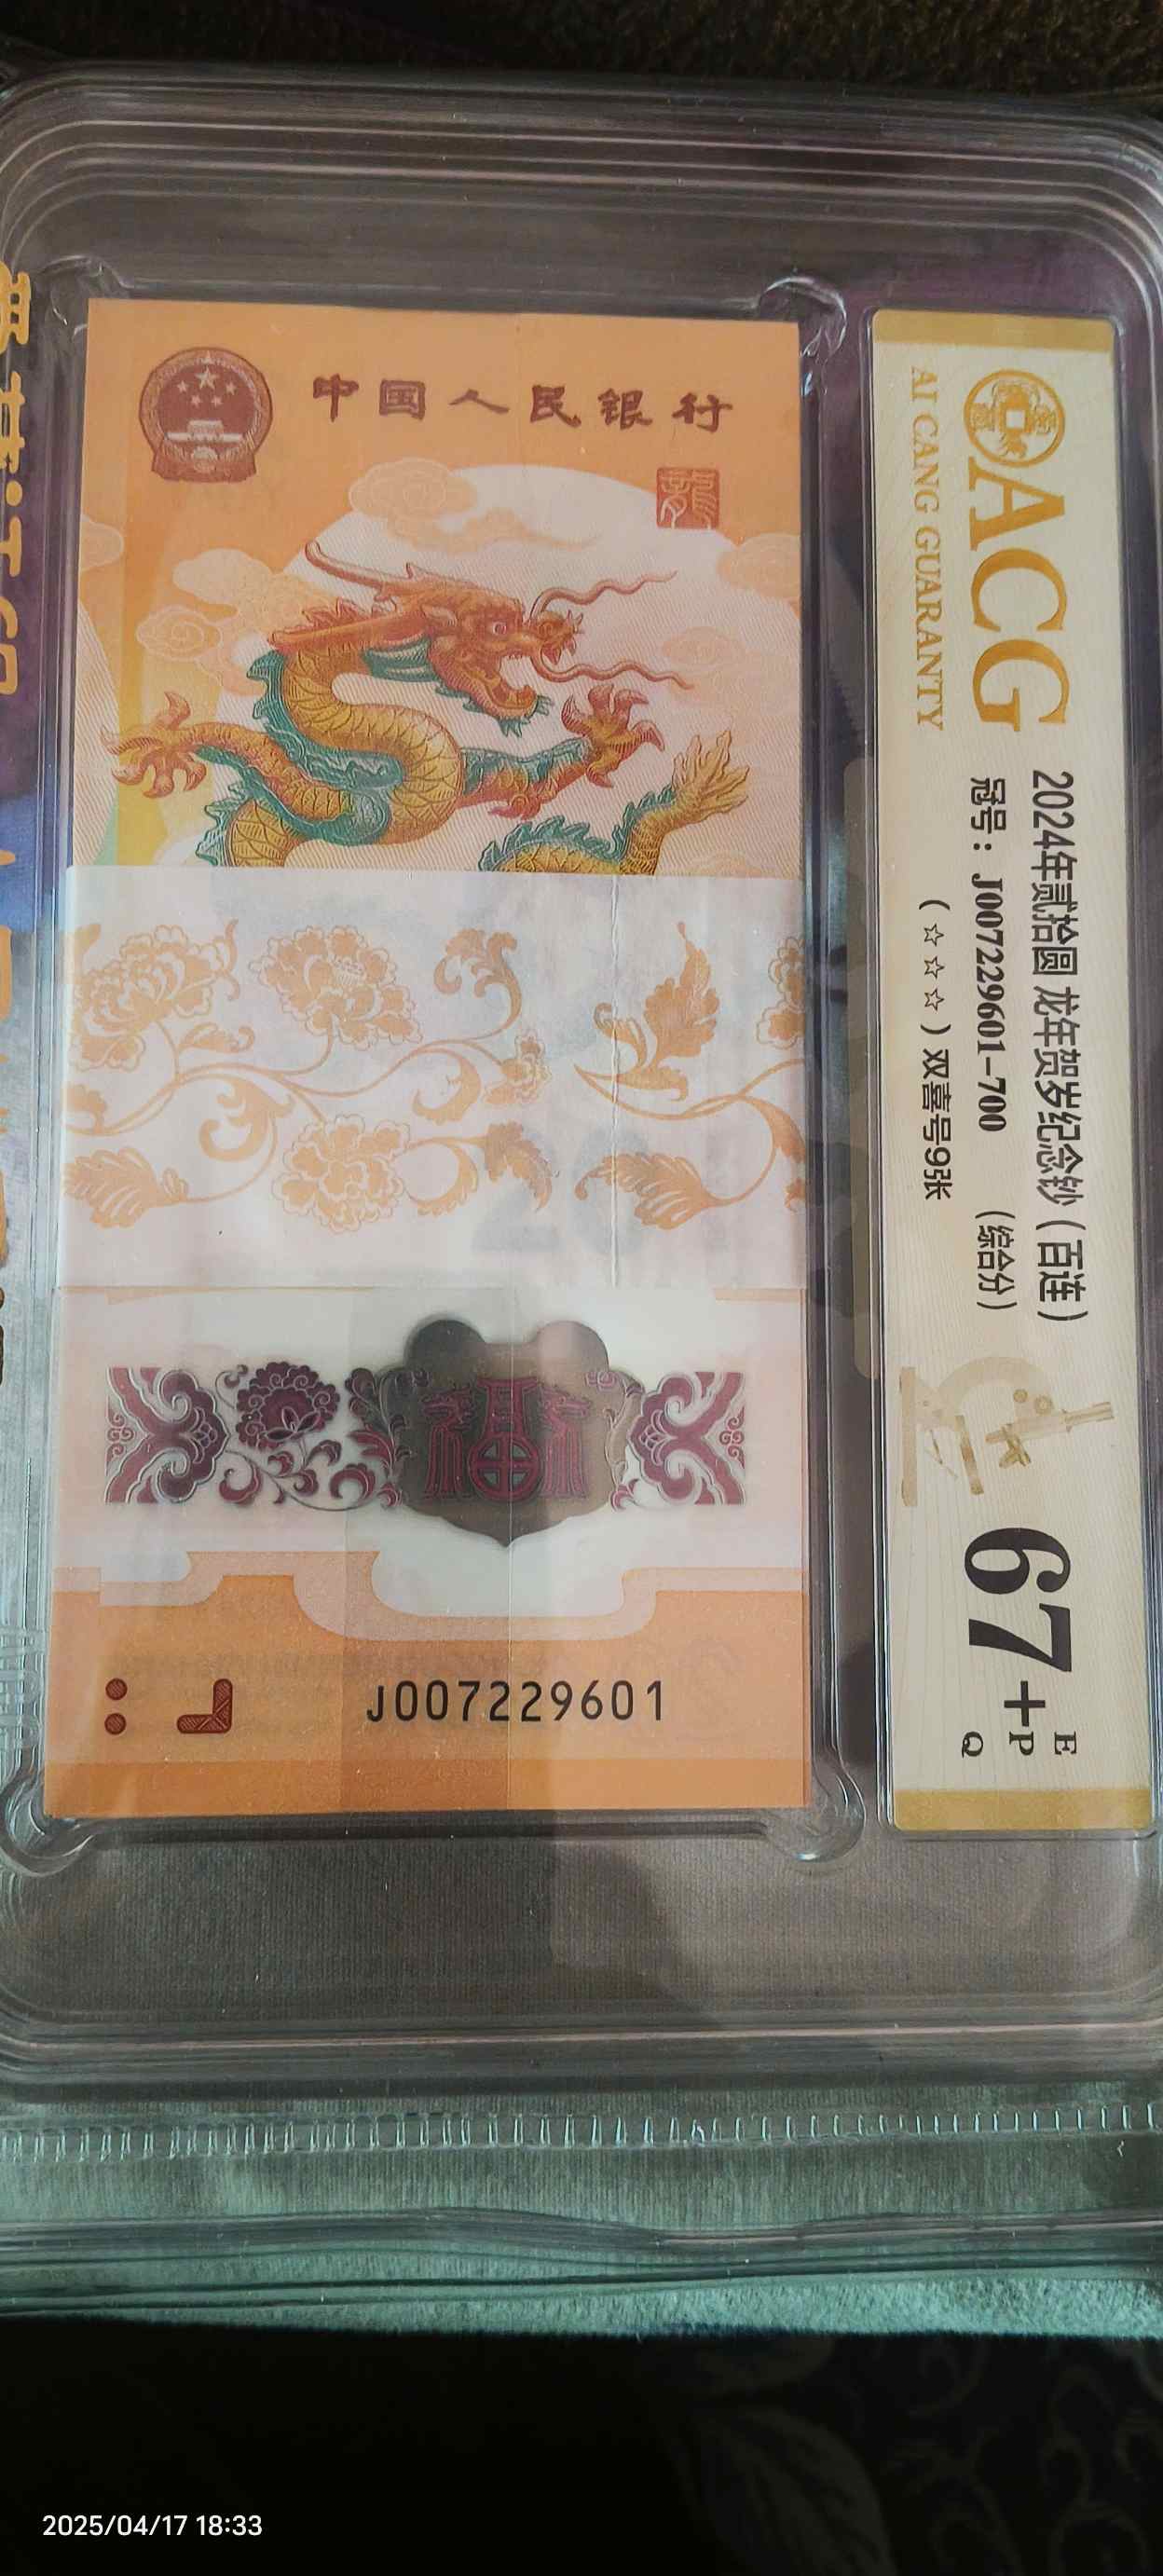 中国人民银行
龍
福
J007229601
ACG
AI CANG GUARANTY
2024年贰拾圆 龙年贺岁纪念钞（百连）
冠号：J007229601-700 （综合分）
（☆☆☆☆）双喜号9张
67+
E
P
Q
2025/04/17 18:33